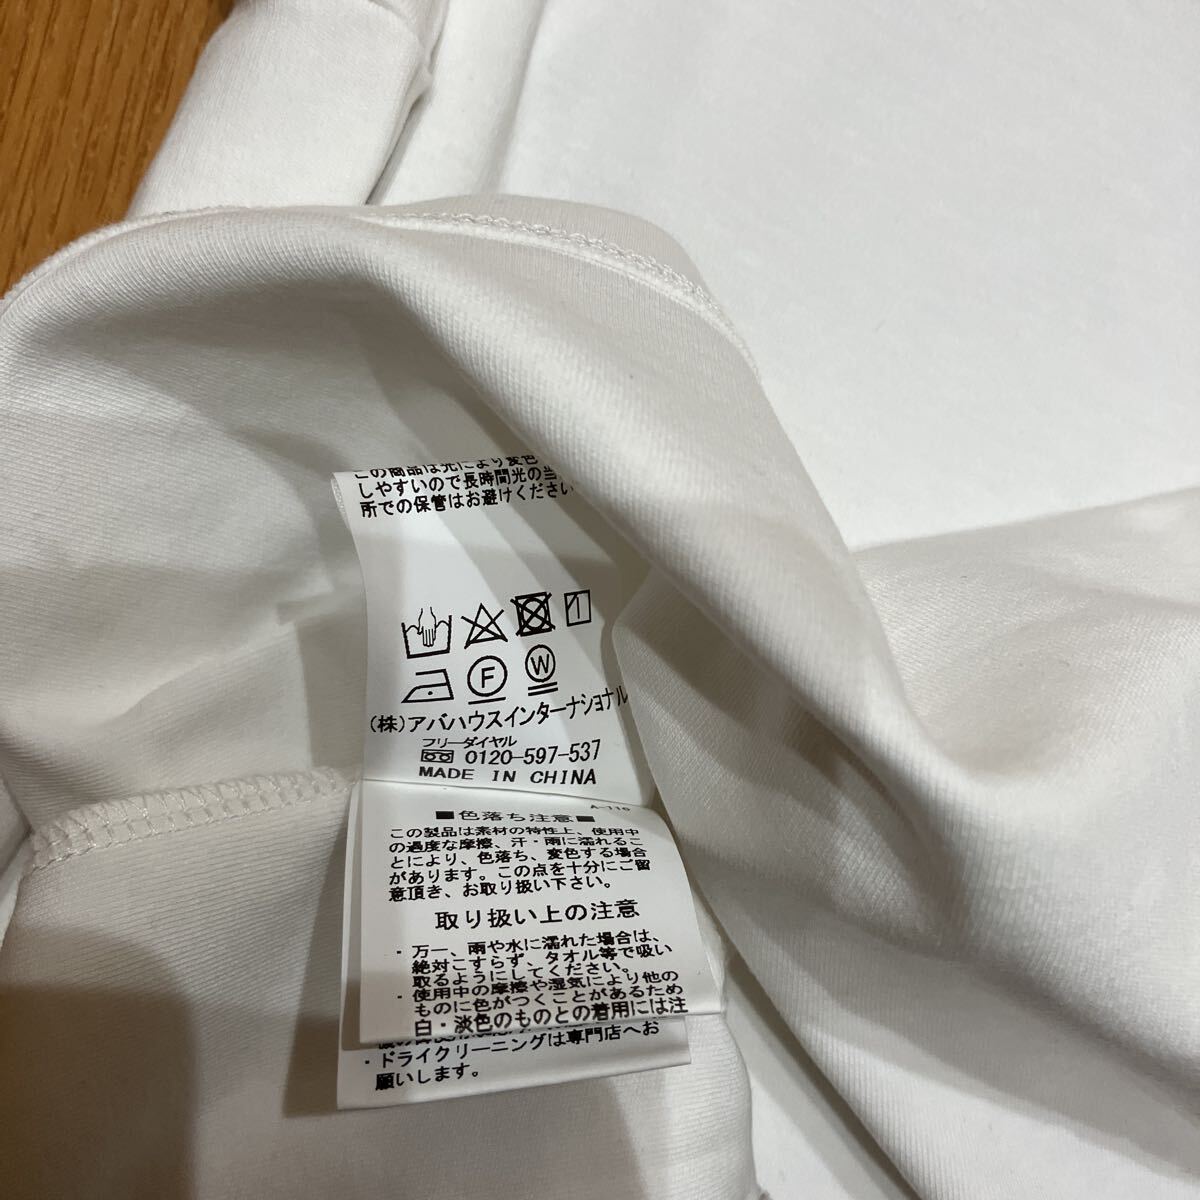 この商品は光により変色
しやすいので長時間光の当
所での保管はお避けください
F
W
(株)アバハウスインターナショナル
フリーダイヤル
0120-597-537
MADE IN CHINA
A-110
■色落ち注意■
この製品は素材の特性上、使用中
の過度な摩擦、汗・雨に濡れるこ
とにより、色落ち、変色する場合
があります。この点を十分にご留
意頂き、お取り扱い下さい。
取り扱い上の注意
・万一、雨や水に濡れた場合は、
絶対こすらず、タオル等で吸い
取るようにしてください。
・使用中の摩擦や湿気により他の
ものに色がつくことがあるため
白・淡色のものとの着用には注
・ドライクリーニングは専門店へお
願いします。